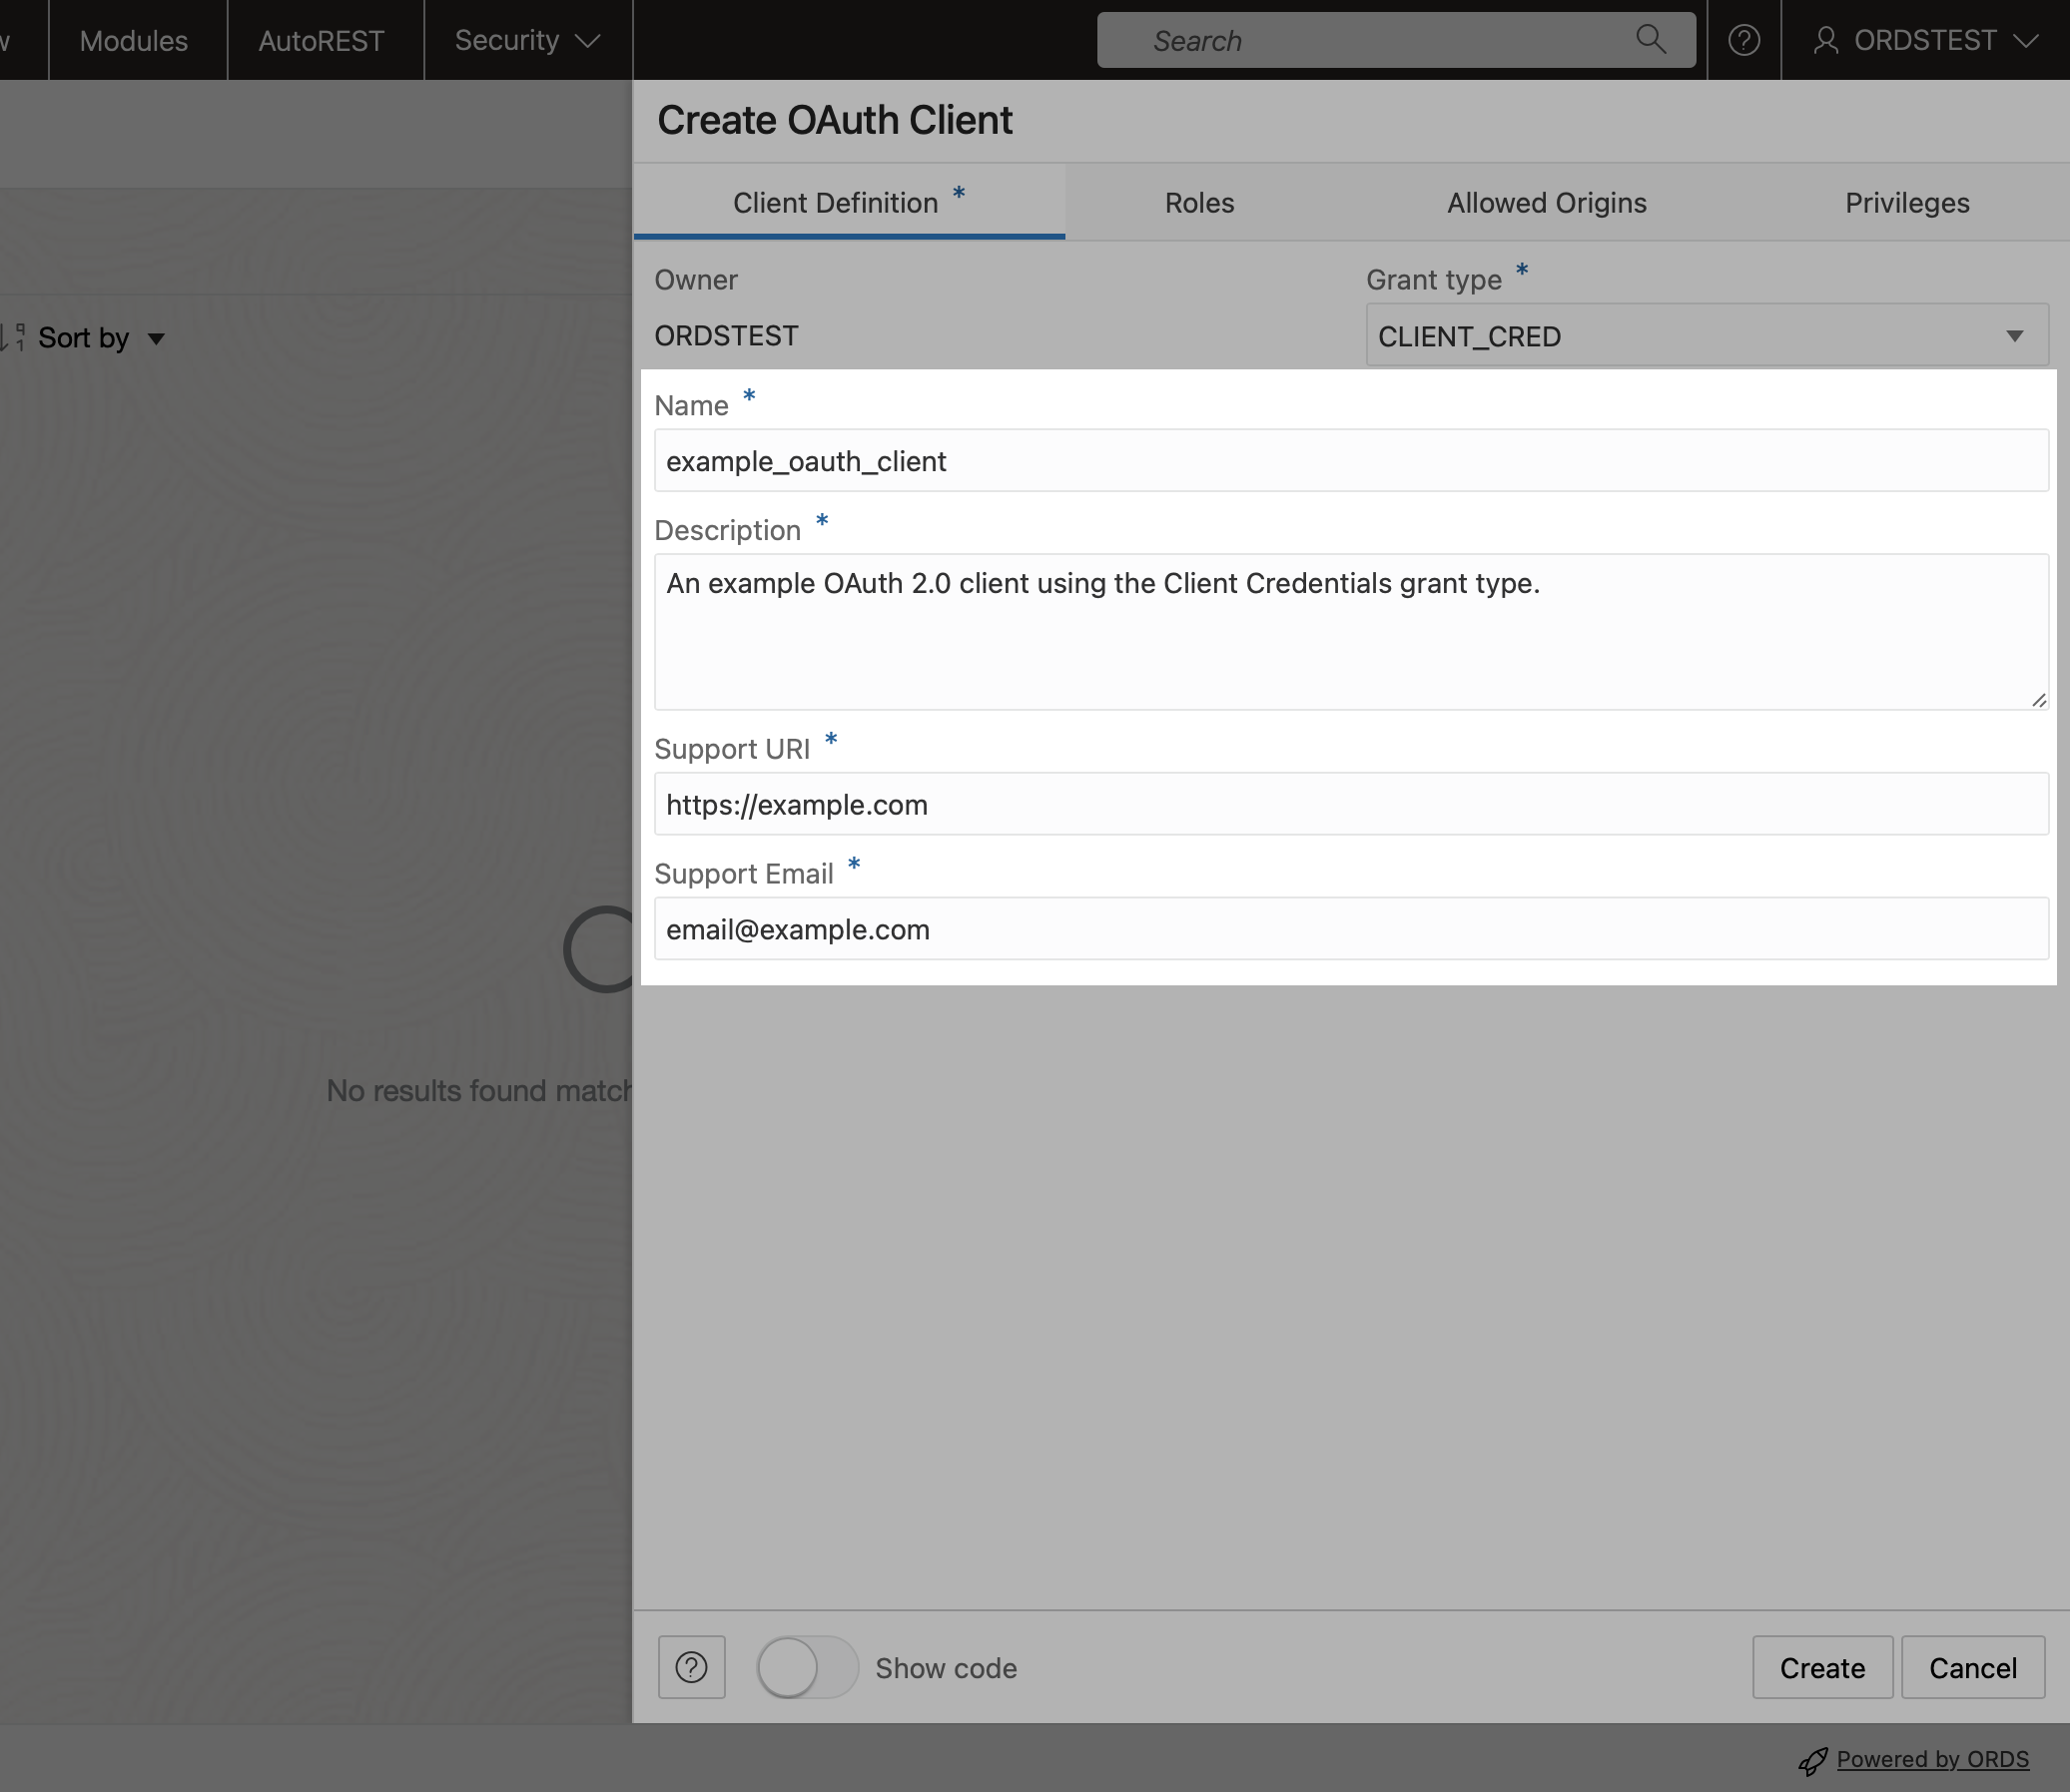 Modules
AutoREST
Security
Search
ORDSTEST
Create OAuth Client
Client Definition *
Roles
Allowed Origins
Privileges
Owner
Grant type *
ORDSTEST
CLIENT_CRED
Sort by
Name *
example_oauth_client
Description *
An example OAuth 2.0 client using the Client Credentials grant type.
Support URI *
https://example.com
Support Email *
email@example.com
No results found match
Show code
Create
Cancel
Powered by ORDS